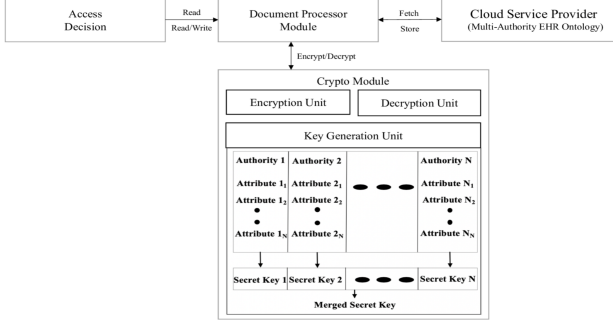 Access
Decision
Read
Read/Write
Document Processor
Module
Fetch
Store
Cloud Service Provider
(Multi-Authority EHR Ontology)
Encrypt/Decrypt
Crypto Module
Encryption Unit
Decryption Unit
Key Generation Unit
Authority 1 Authority 2 Authority N
Attribute 1₁ Attribute 2₁ Attribute N₁
Attribute 1₂ Attribute 2₂ Attribute N₂
Attribute 1ₙ Attribute 2ₙ Attribute Nₙ
Secret Key 1 Secret Key 2 Secret Key N
Merged Secret Key